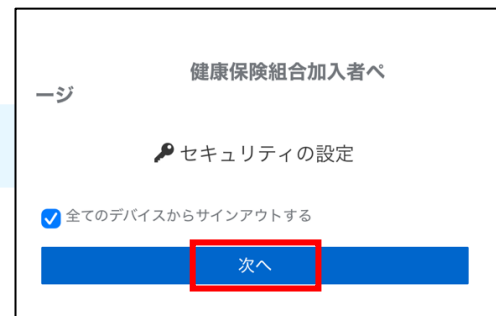 健康保険組合加入者ペ
ージ
セキュリティの設定
全てのデバイスからサインアウトする
次へ